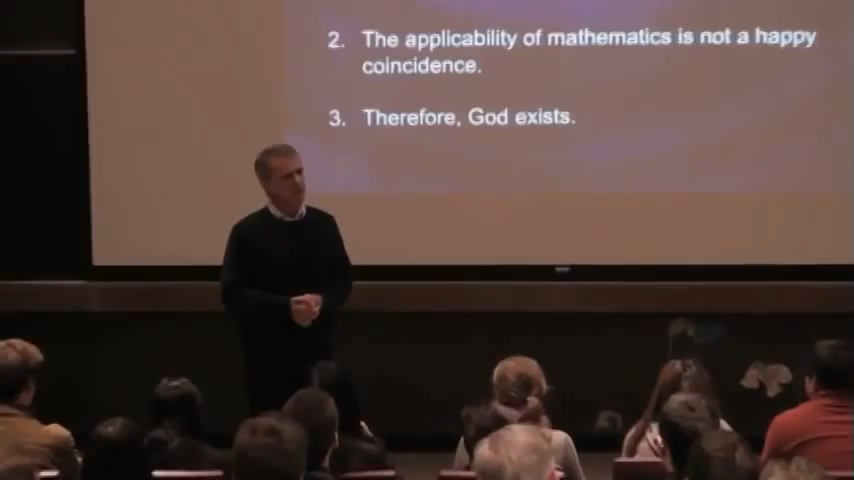 2. The applicability of mathematics is not a happy
coincidence.
3. Therefore, God exists.